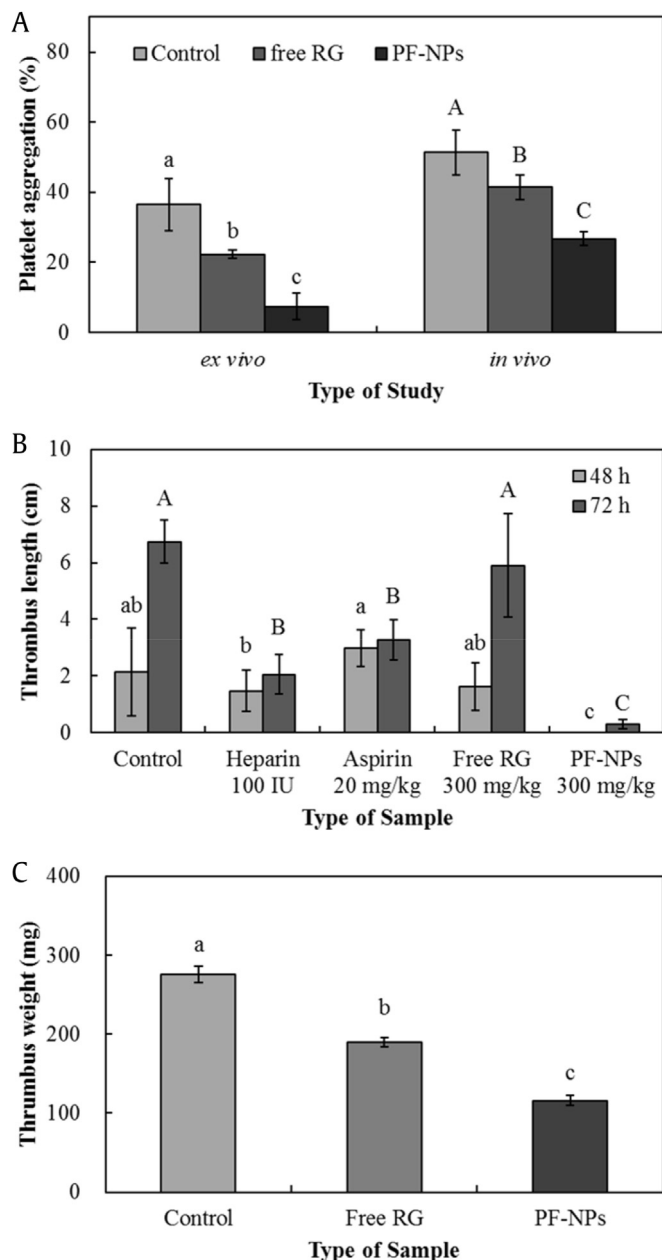 A
Platelet aggregation (%)
80
60
40
20
0
Control
free RG
PF-NPs
a
b
c
A
B
C
ex vivo
in vivo
Type of Study
B
Thrombus length (cm)
10
8
6
4
2
0
48 h
72 h
ab
A
b
B
a
B
ab
A
c
C
Control
Heparin
100 IU
Aspirin
20 mg/kg
Free RG
300 mg/kg
PF-NPs
300 mg/kg
Type of Sample
C
Thrumbus weight (mg)
400
300
200
100
0
a
b
c
Control
Free RG
PF-NPs
Type of Sample